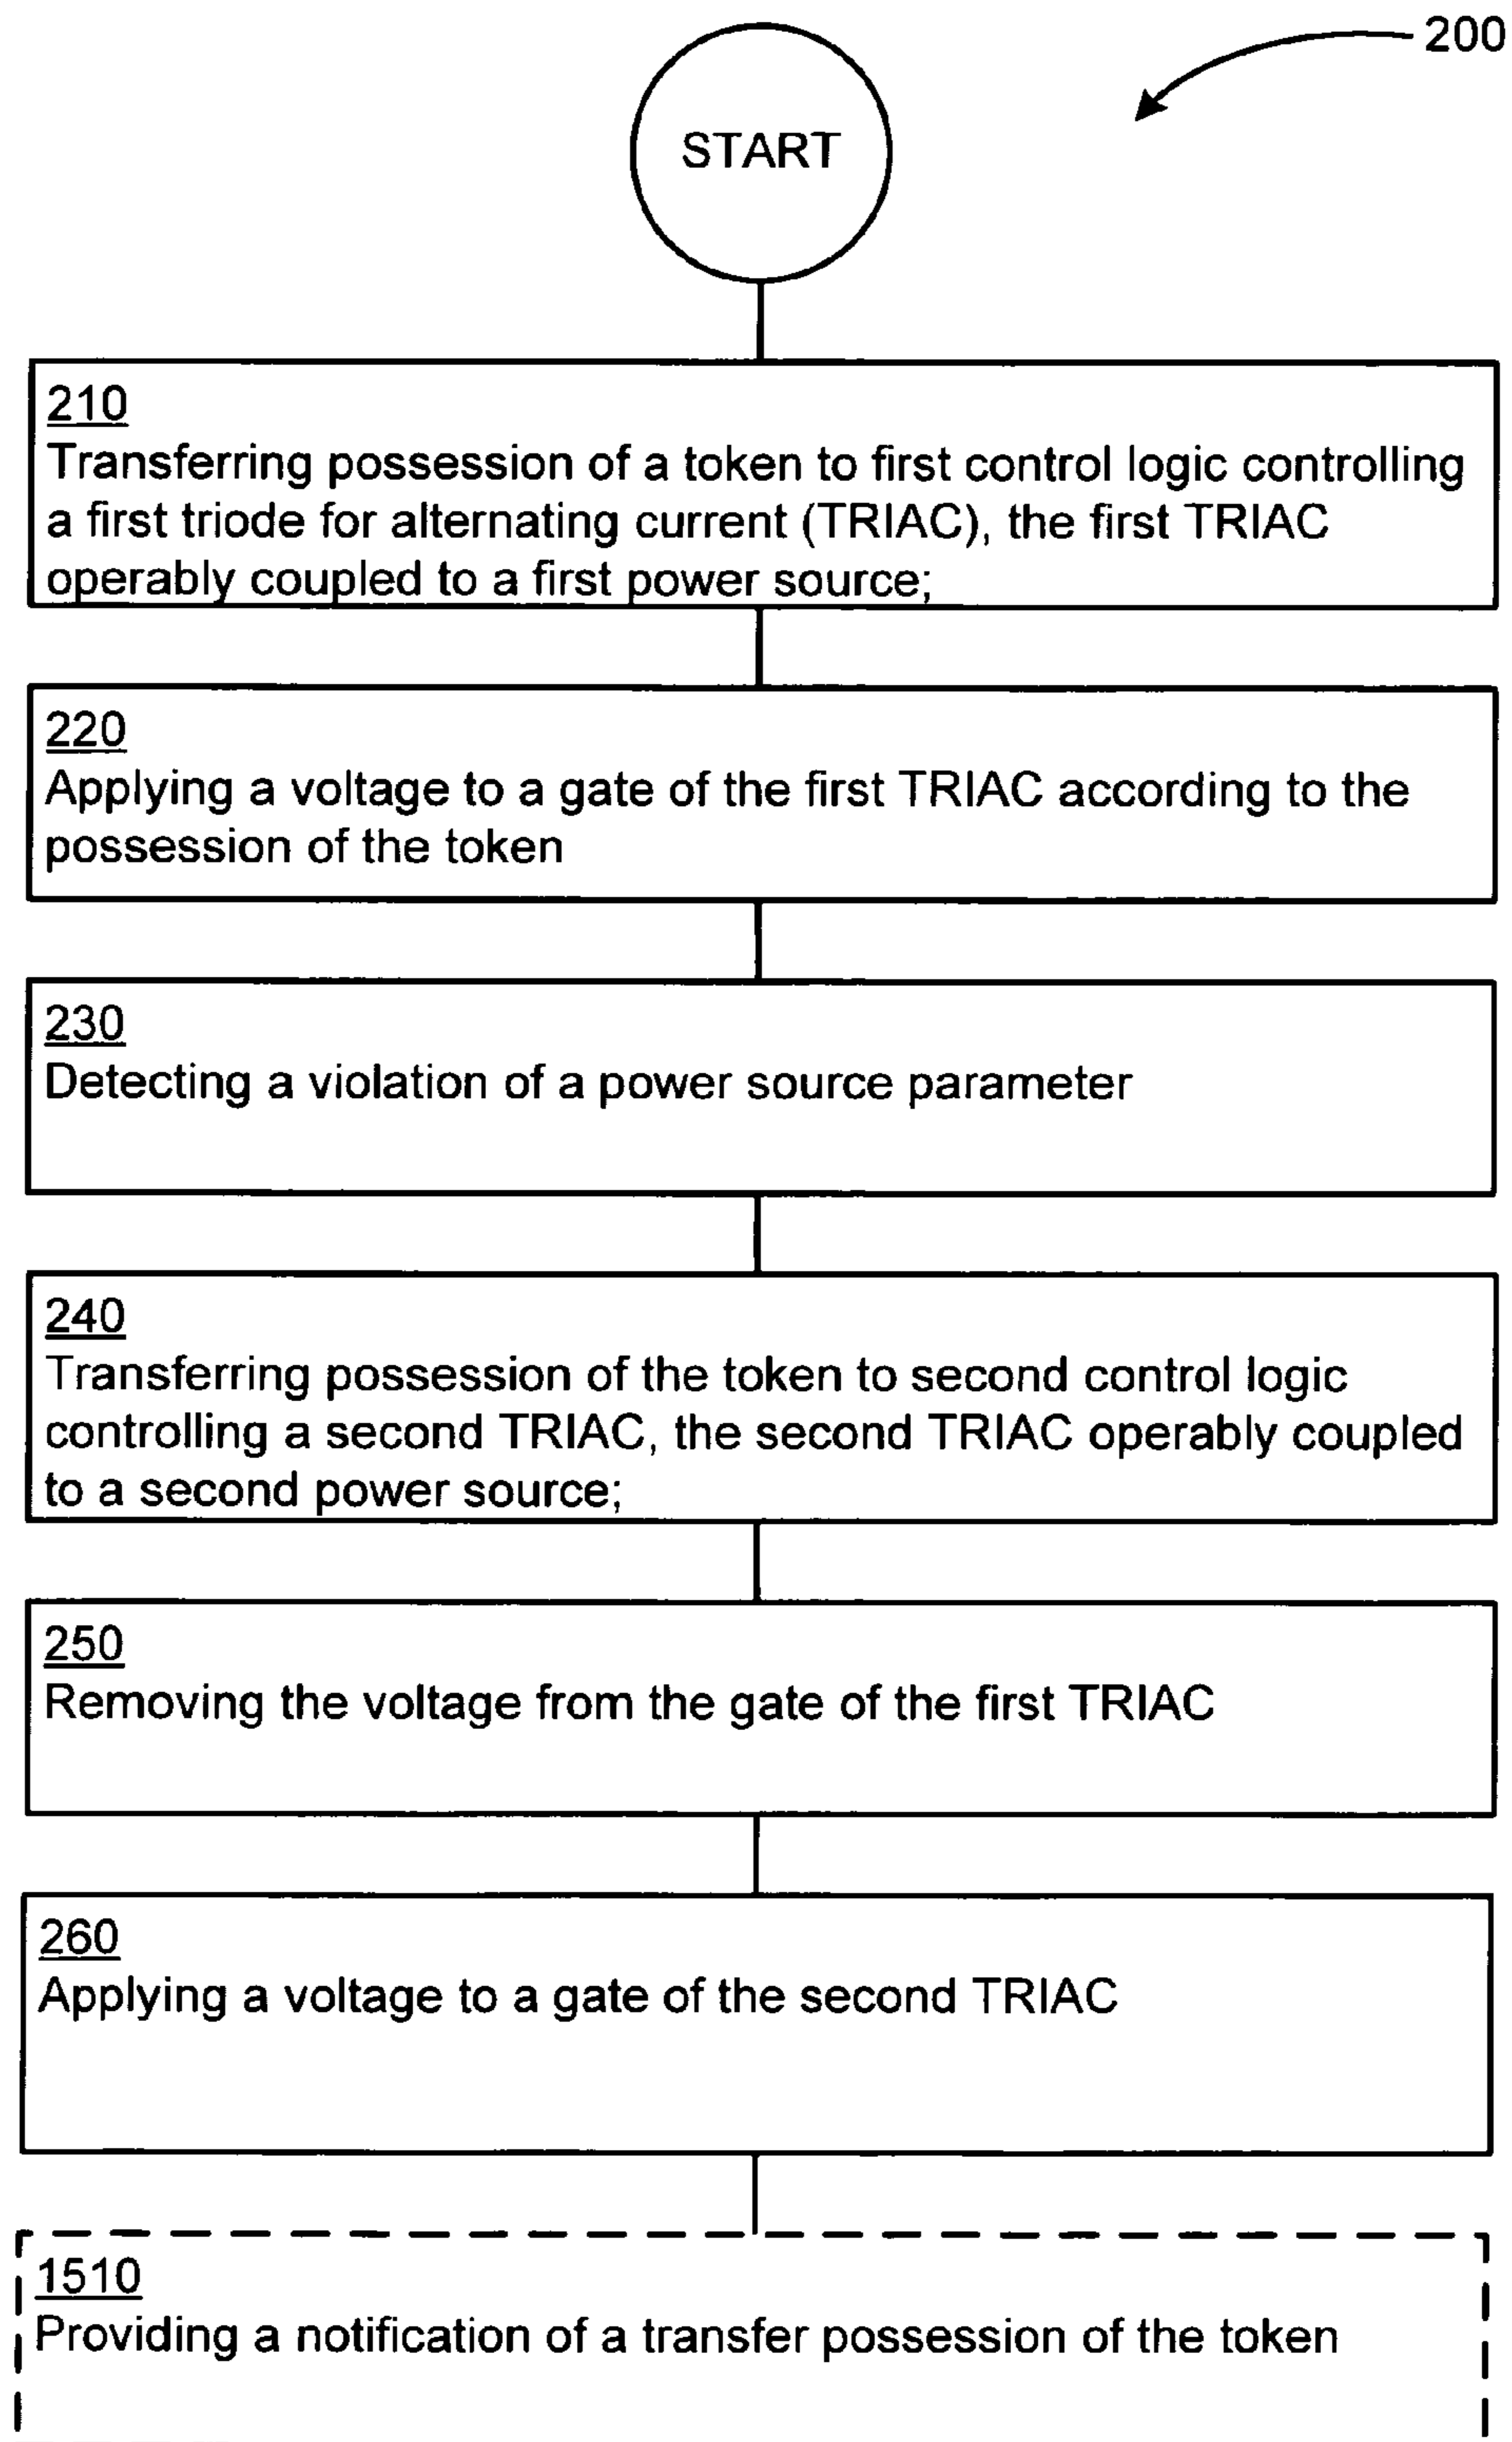 200
START
210
Transferring possession of a token to first control logic controlling
a first triode for alternating current (TRIAC), the first TRIAC
operably coupled to a first power source;
220
Applying a voltage to a gate of the first TRIAC according to the
possession of the token
230
Detecting a violation of a power source parameter
240
Transferring possession of the token to second control logic
controlling a second TRIAC, the second TRIAC operably coupled
to a second power source;
250
Removing the voltage from the gate of the first TRIAC
260
Applying a voltage to a gate of the second TRIAC
1510
Providing a notification of a transfer possession of the token